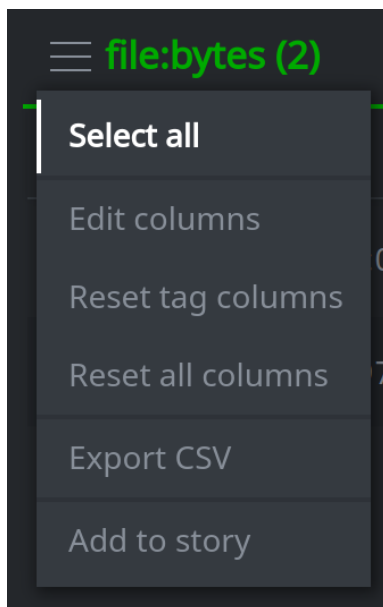 file:bytes (2)
Select all
Edit columns
Reset tag columns
Reset all columns
Export CSV
Add to story